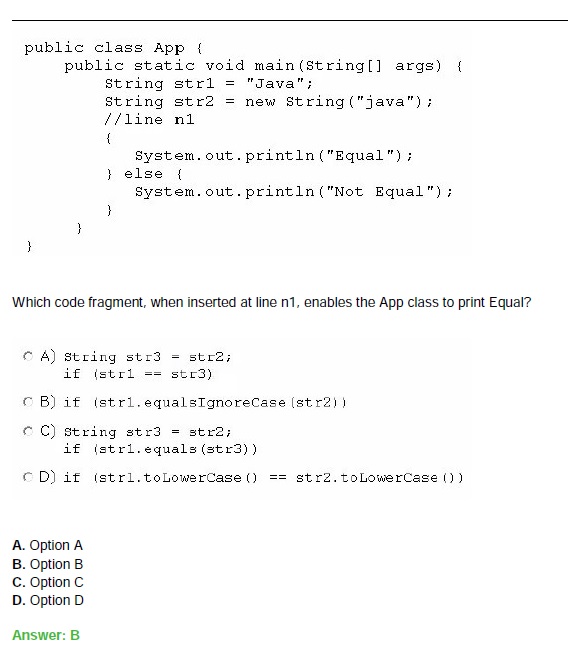 public class App {
public static void main(String[] args) {
String str1 = "Java";
String str2 = new String("java");
//line n1
{
System.out.println("Equal");
} else {
System.out.println("Not Equal");
}
}
}
Which code fragment, when inserted at line n1, enables the App class to print Equal?
A) String str3 = str2;
if (str1 == str3)
B) if (str1.equalsIgnoreCase(str2))
C) String str3 = str2;
if (str1.equals(str3))
D) if (str1.toLowerCase() == str2.toLowerCase())
A. Option A
B. Option B
C. Option C
D. Option D
Answer: B